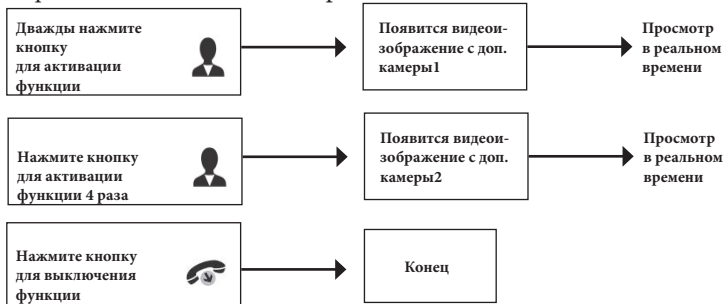 Дважды нажмите
кнопку
для активации
функции
Появится видеои-
зображение с доп.
камеры1
Просмотр
в реальном
времени
Нажмите кнопку
для активации
функции 4 раза
Появится видеои-
зображение с доп.
камеры2
Просмотр
в реальном
времени
Нажмите кнопку
для выключения
функции
Конец